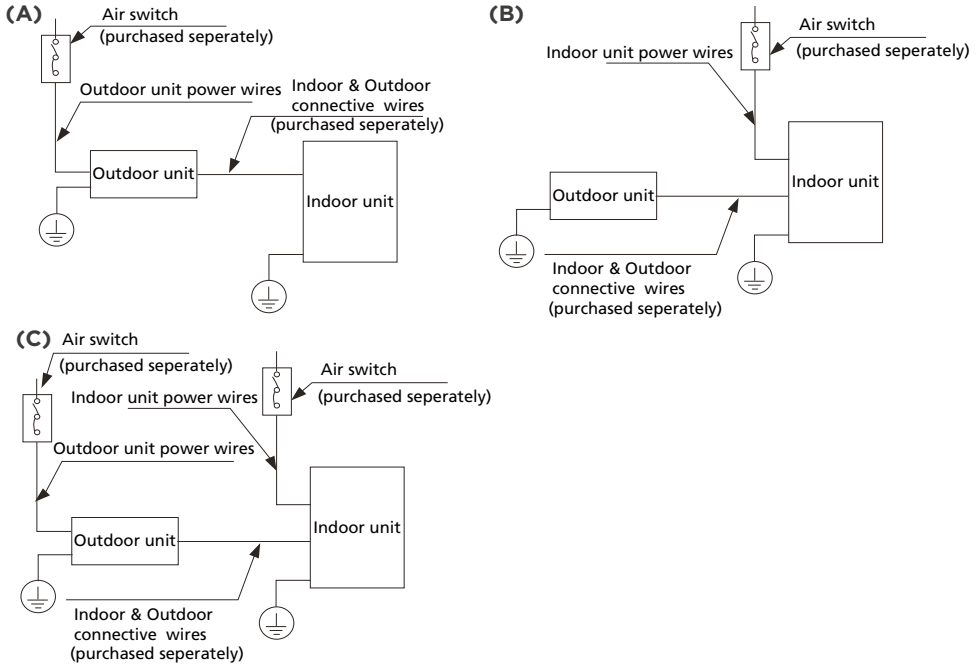 (A)
Air switch
(purchased seperately)
Outdoor unit power wires
Indoor & Outdoor
connective wires
(purchased seperately)
Outdoor unit
Indoor unit
(B)
Air switch
(purchased seperately)
Indoor unit power wires
Indoor unit
Outdoor unit
Indoor & Outdoor
connective wires
(purchased seperately)
(C)
Air switch
(purchased seperately)
Air switch
(purchased seperately)
Indoor unit power wires
Outdoor unit power wires
Indoor unit
Outdoor unit
Indoor & Outdoor
connective wires
(purchased seperately)